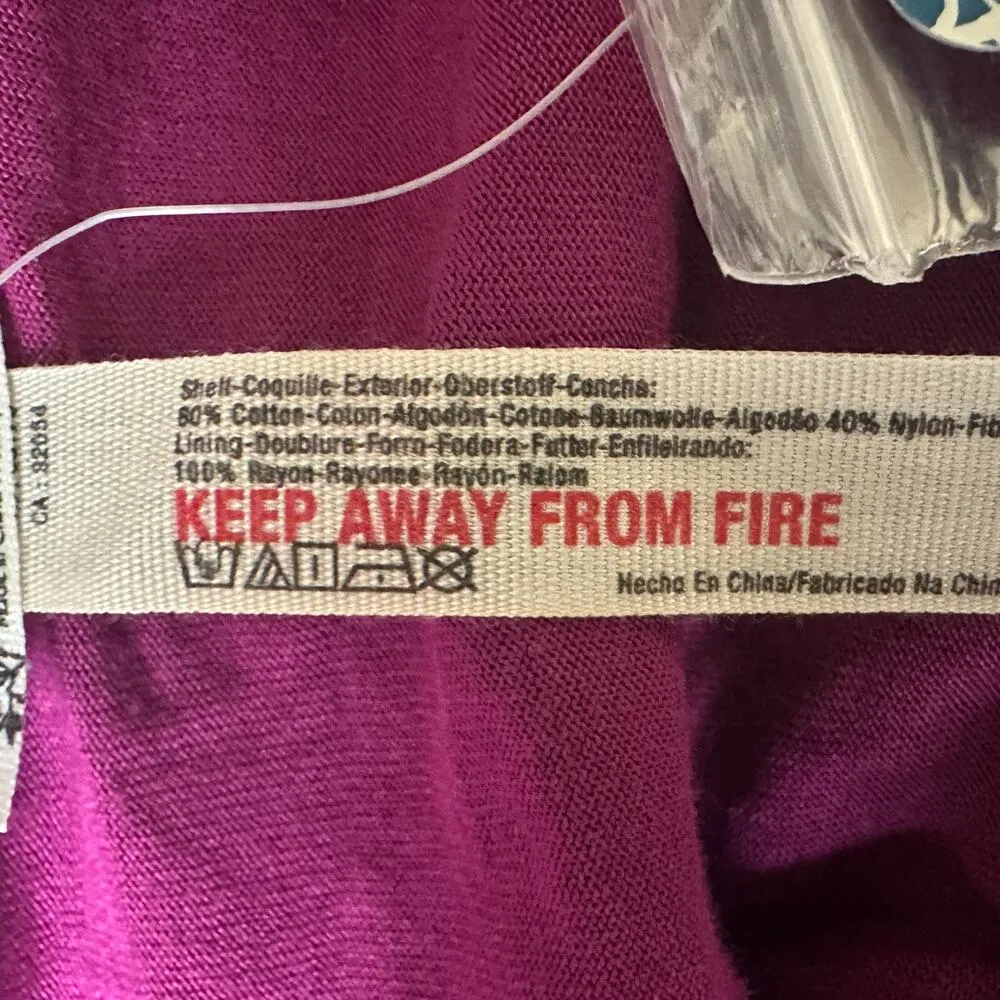 Shell-Coquille-Exterior-Oberstoff-Concha:
60% Cotton-Coton-Algodón-Cotone-Baumwolle-Algodão 40% Nylon-Fib
Lining-Doublure-Forro-Fodera-Futter-Enfileirando:
100% Rayon-Rayonne-Rayón-Raiom
KEEP AWAY FROM FIRE
Hecho En China/Fabricado Na Chin
CA: